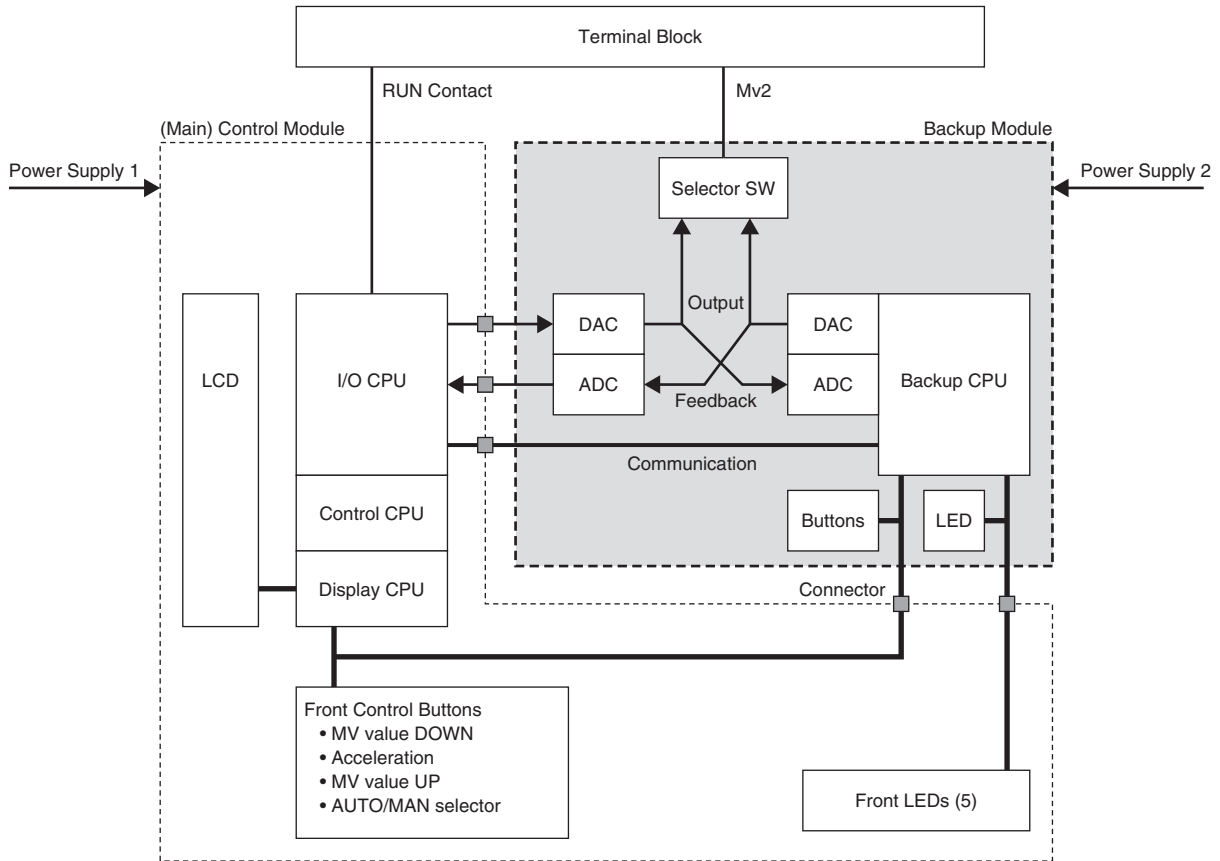 Terminal Block
RUN Contact
Mv2
(Main) Control Module
Backup Module
Power Supply 1
Power Supply 2
Selector SW
Output
DAC
DAC
LCD
I/O CPU
ADC
ADC
Backup CPU
Feedback
Communication
Control CPU
Buttons
LED
Display CPU
Connector
Front Control Buttons
• MV value DOWN
• Acceleration
• MV value UP
• AUTO/MAN selector
Front LEDs (5)